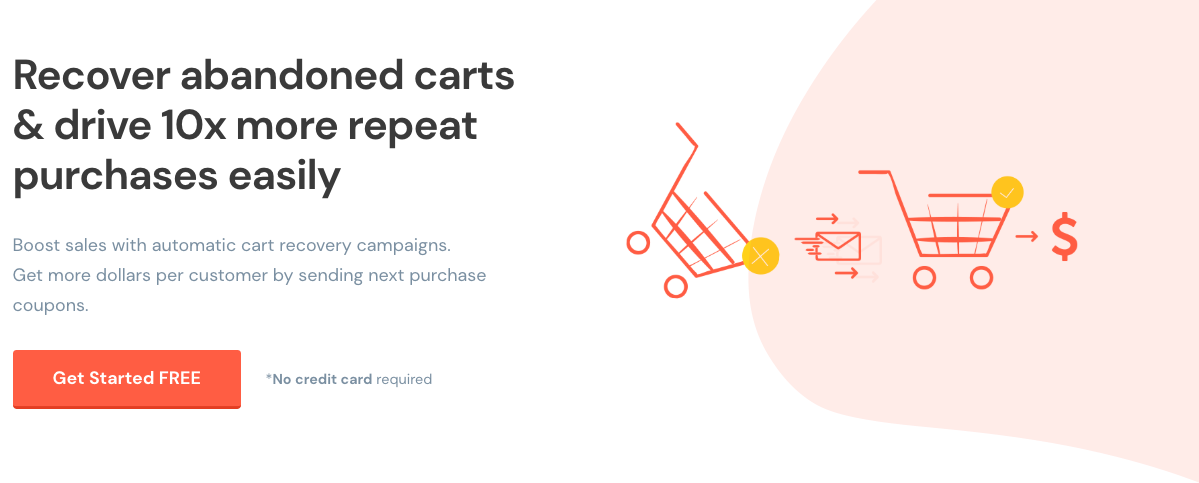 Recover abandoned carts
& drive 10x more repeat
purchases easily
Boost sales with automatic cart recovery campaigns.
Get more dollars per customer by sending next purchase
coupons.
Get Started FREE
*No credit card required
$